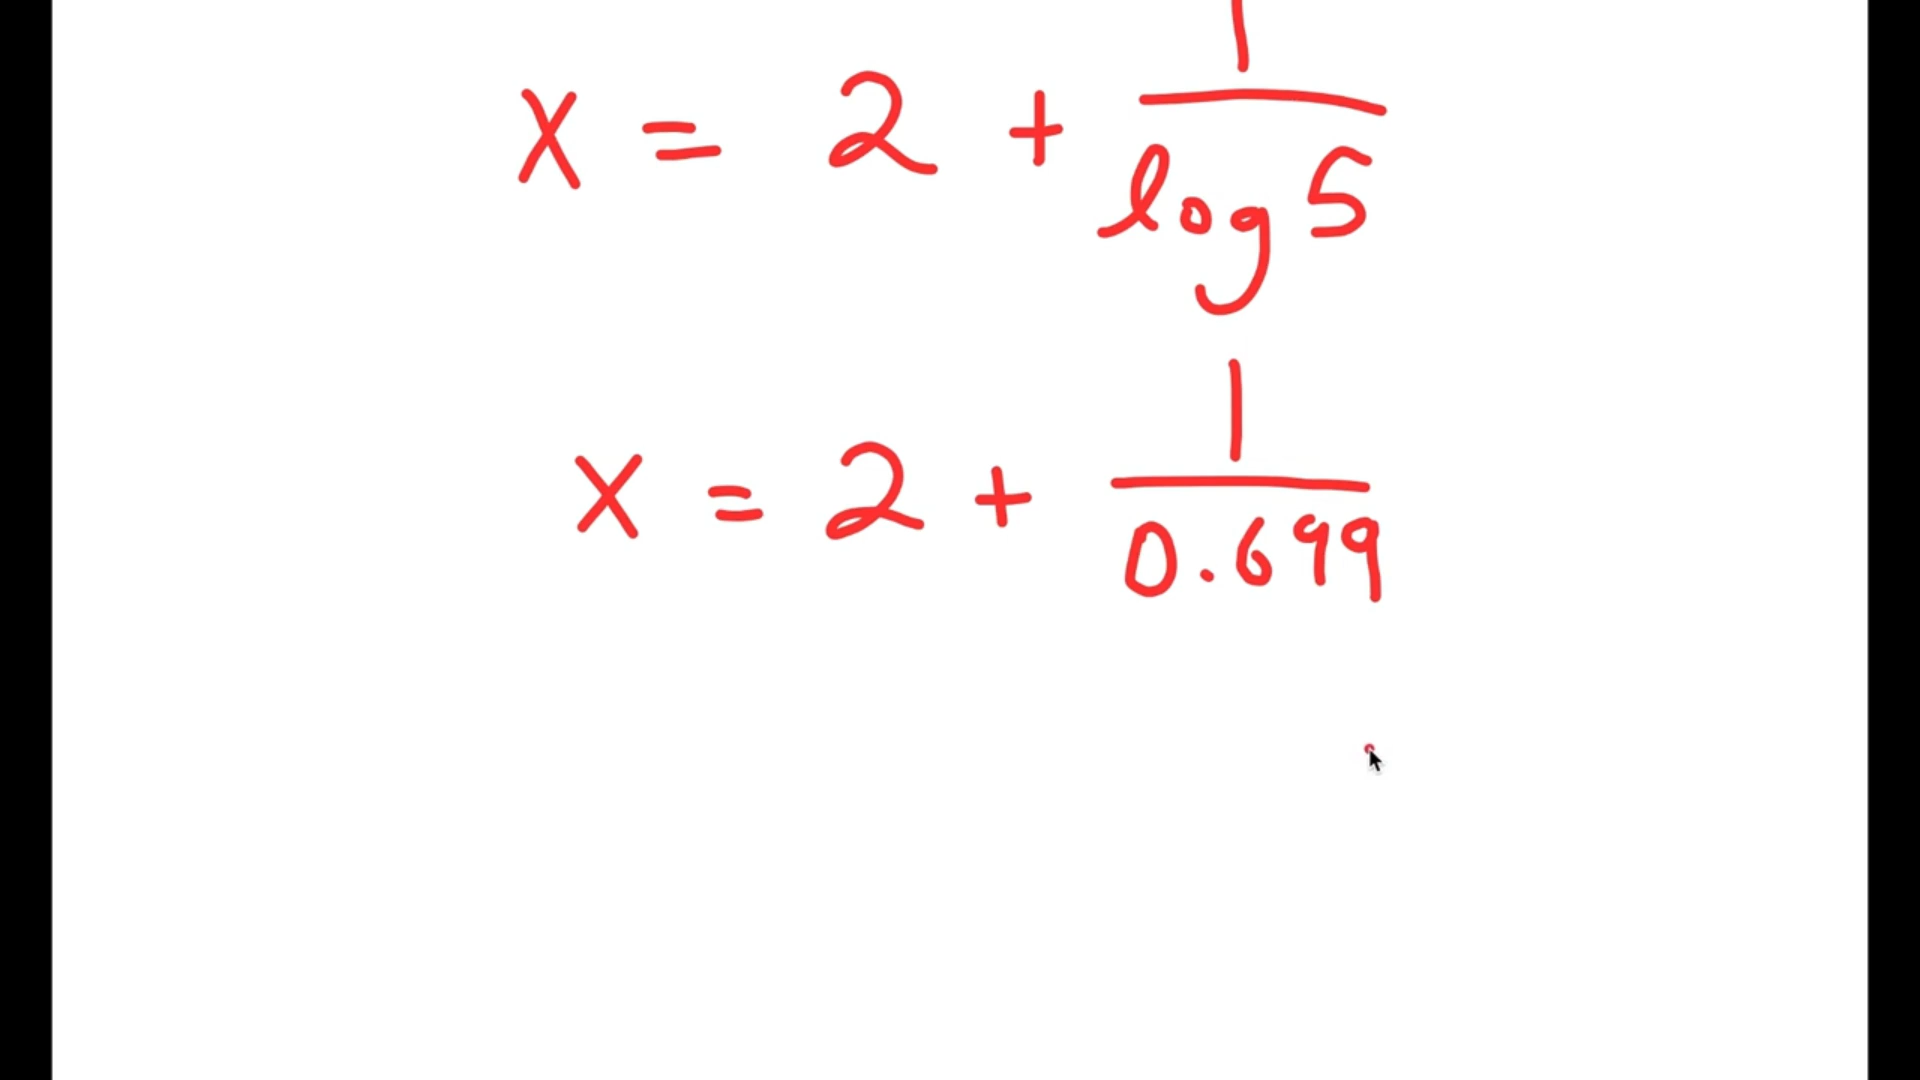 x = 2 + 1/log 5
x = 2 + 1/0.699